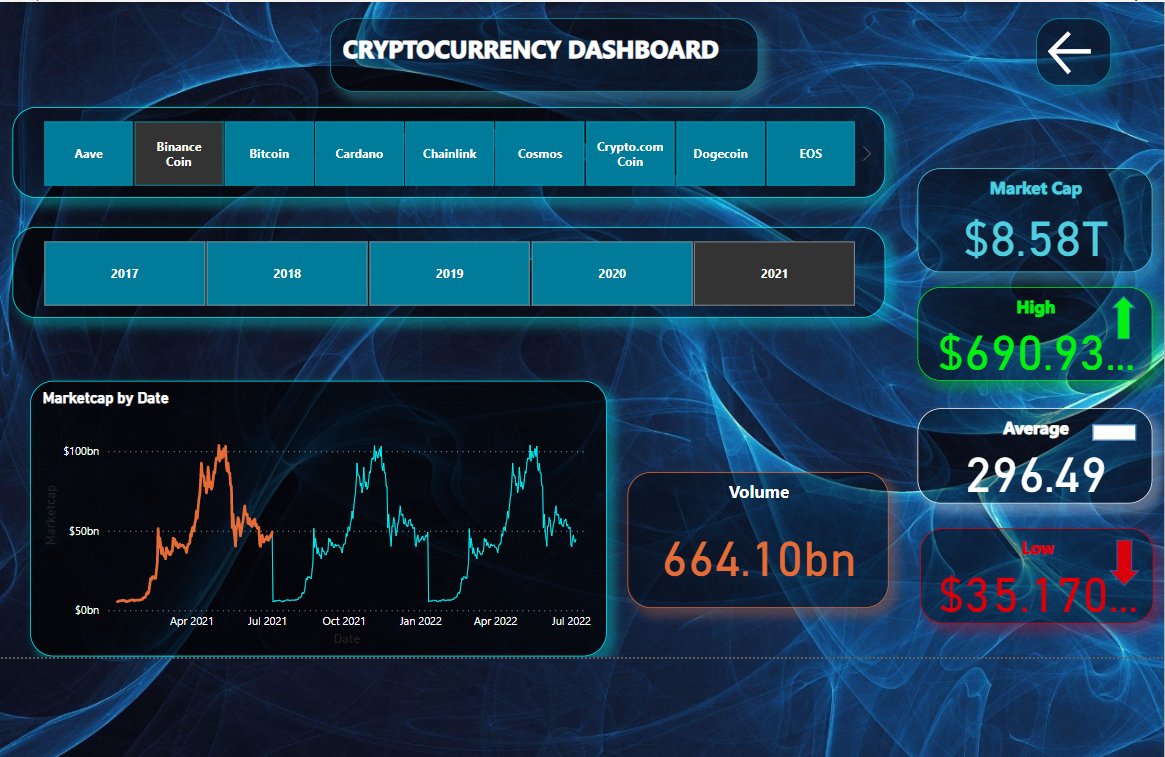 CRYPTOCURRENCY DASHBOARD
Aave
Binance
Coin
Bitcoin
Cardano
Chainlink
Cosmos
Crypto.com
Coin
Dogecoin
EOS
2017
2018
2019
2020
2021
Market Cap
$8.58T
High
$690.93...
Average
296.49
Low
$35.170...
Marketcap by Date
$100bn
$50bn
$0bn
Marketcap
Apr 2021
Jul 2021
Oct 2021
Jan 2022
Apr 2022
Jul 2022
Date
Volume
664.10bn